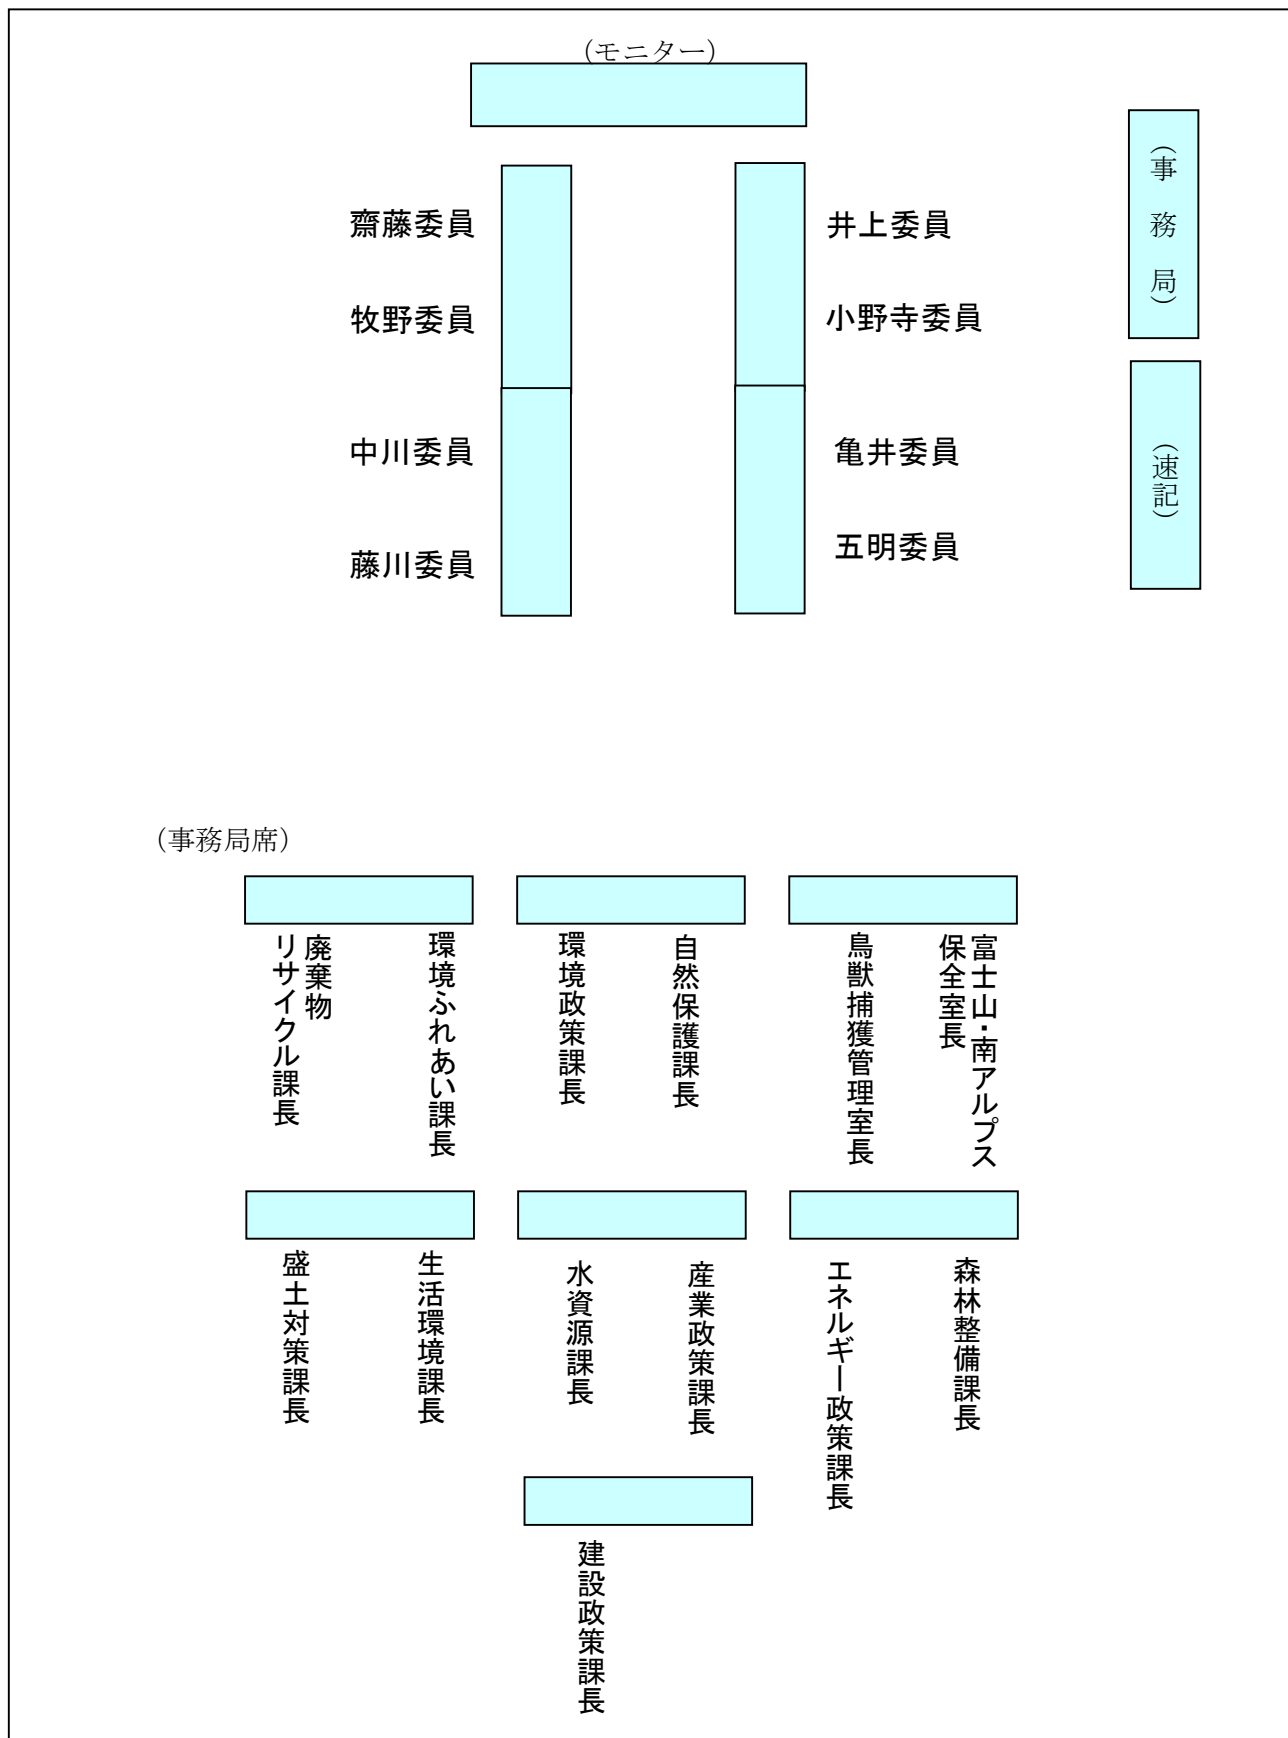 （モニター）
齋藤委員
牧野委員
中川委員
藤川委員
井上委員
小野寺委員
亀井委員
五明委員
（事務局）
（速記）
（事務局席）
廃棄物
リサイクル課長
環境ふれあい課長
環境政策課長
自然保護課長
鳥獣捕獲管理室長
富士山・南アルプス
保全室長
盛土対策課長
生活環境課長
水資源課長
産業政策課長
エネルギー政策課長
森林整備課長
建設政策課長